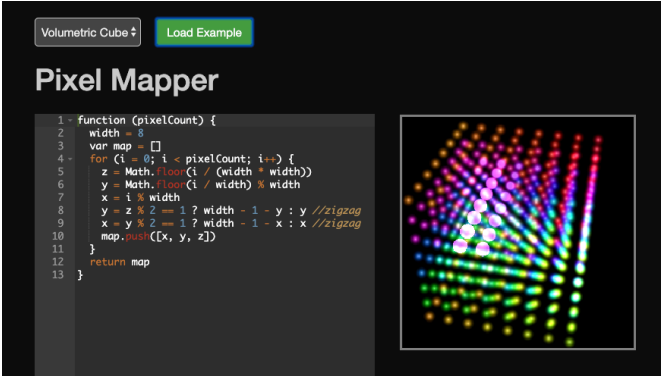 Volumetric Cube
Load Example
Pixel Mapper
1 function (pixelCount) {
2 width = 8
3 var map = []
4 for (i = 0; i < pixelCount; i++) {
5 z = Math.floor(i / (width * width))
6 y = Math.floor(i / width) % width
7 x = i % width
8 y = z % 2 == 1 ? width - 1 - y : y //zigzag
9 x = y % 2 == 1 ? width - 1 - x : x //zigzag
10 map.push([x, y, z])
11 }
12 return map
13 }